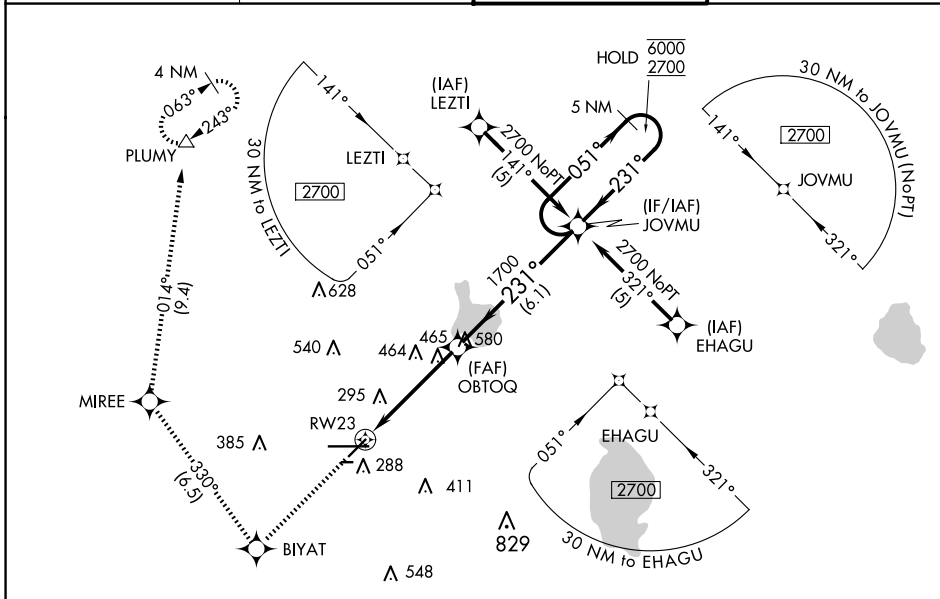 4 NM
063°
243°
PLUMY
141°
LEZTI
30 NM to LEZTI
2700
051°
(IAF)
LEZTI
2700 NoPT
141°
(5)
HOLD 6000
2700
5 NM
051°
231°
(IF/IAF)
JOVMU
30 NM to JOVMU (NoPT)
141°
2700
JOVMU
321°
2700 NoPT
321°
(5)
(IAF)
EHAGU
1700
231°
(6.1)
014°
(9.4)
628
540
464
465
580
(FAF)
OBTOQ
295
MIREE
RW23
385
288
330°
(6.5)
411
BIYAT
829
548
EHAGU
051°
321°
2700
30 NM to EHAGU